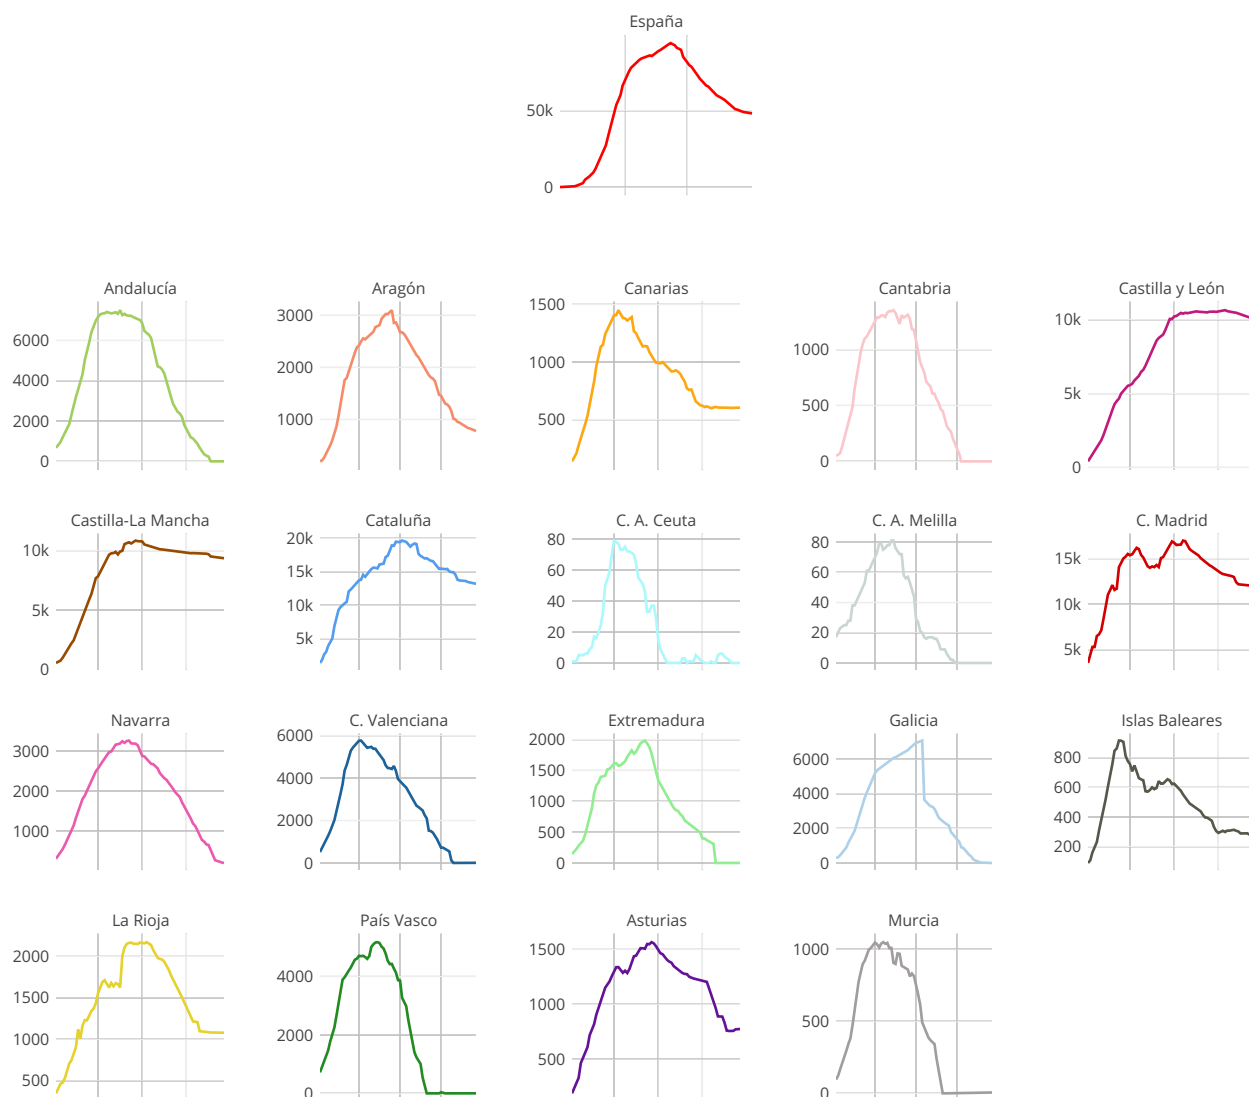 España
50k
0
Andalucía
Aragón
Canarias
Cantabria
Castilla y León
6000
4000
2000
0
3000
2000
1000
1500
1000
500
1000
500
0
10k
5k
0
Castilla-La Mancha
Cataluña
C. A. Ceuta
C. A. Melilla
C. Madrid
10k
5k
0
20k
15k
10k
5k
80
60
40
20
0
80
60
40
20
0
15k
10k
5k
Navarra
C. Valenciana
Extremadura
Galicia
Islas Baleares
3000
2000
1000
6000
4000
2000
0
2000
1500
1000
500
0
6000
4000
2000
0
800
600
400
200
La Rioja
País Vasco
Asturias
Murcia
2000
1500
1000
500
4000
2000
0
1500
1000
500
1000
500
0